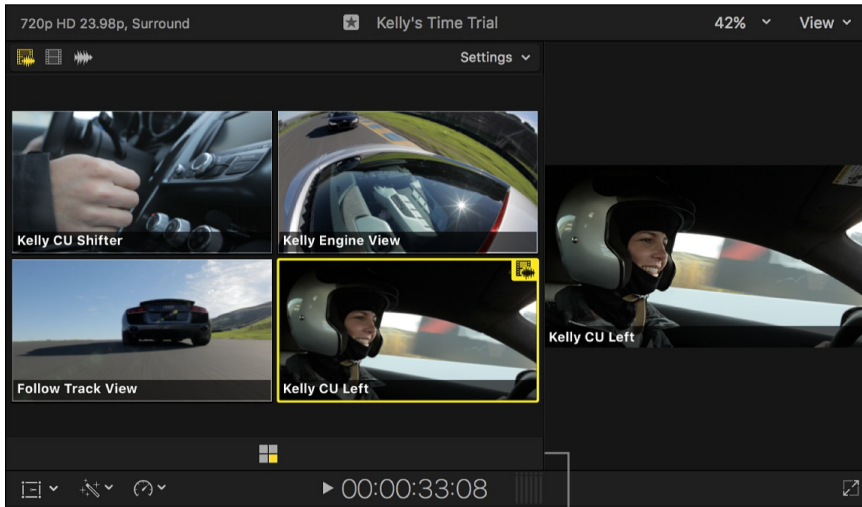 720p HD 23.98p, Surround
Kelly's Time Trial
42%
View
Settings
Kelly CU Shifter
Kelly Engine View
Kelly CU Left
Follow Track View
Kelly CU Left
00:00:33:08